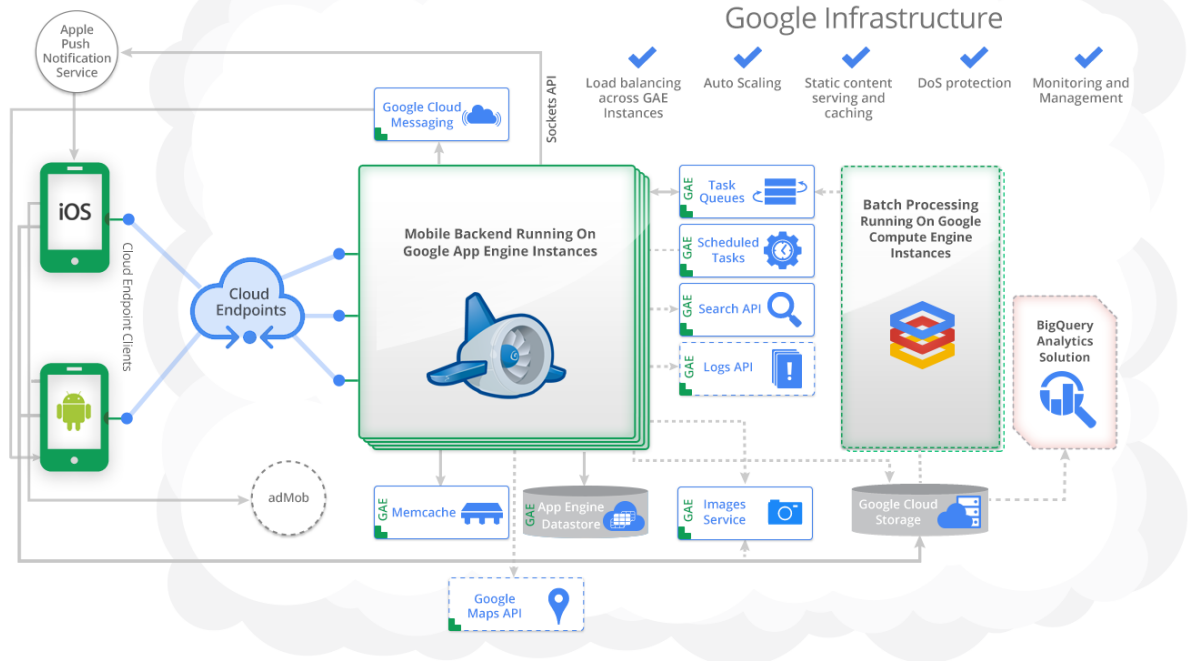 Google Infrastructure
Apple
Push
Notification
Service
Load balancing
across GAE
Instances
Auto Scaling
Static content
serving and
caching
DoS protection
Monitoring and
Management
Sockets API
Google Cloud
Messaging
iOS
Cloud Endpoint Clients
Cloud
Endpoints
Mobile Backend Running On
Google App Engine Instances
GAE
Task
Queues
GAE
Scheduled
Tasks
GAE
Search API
GAE
Logs API
Batch Processing
Running On Google
Compute Engine
Instances
BigQuery
Analytics
Solution
adMob
GAE
Memcache
GAE
App Engine
Datastore
GAE
Images
Service
Google Cloud
Storage
Google
Maps API